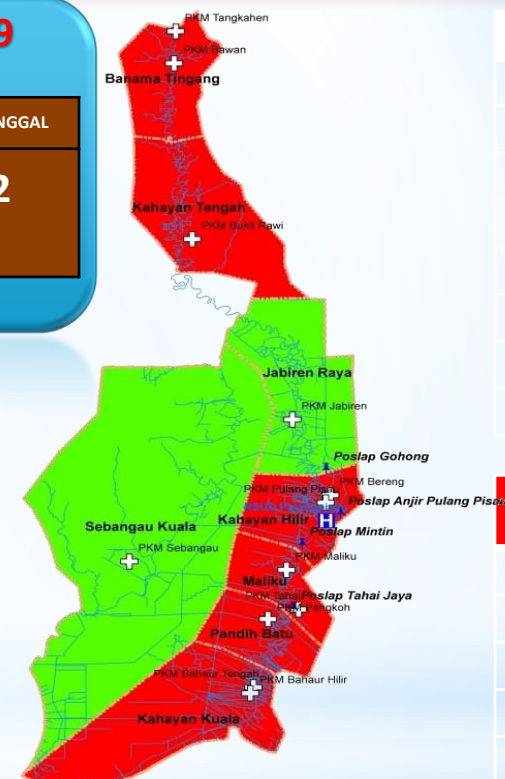 9
NGGAL
2
PKM Tangkahen
PKM Bawan
Banama Tingang
Kahayan Tengah
PKM Bukit Rawi
Jabiren Raya
PKM Jabiren
Poslap Gohong
PKM Bereng
PKM Pulang Pisau
Poslap Anjir Pulang Pisau
H
Kahayan Hilir
Poslap Mintin
Sebangau Kuala
PKM Sebangau
PKM Maliku
Maliku
PKM Tahai
Poslap Tahai Jaya
PKM Pangkoh
Pandih Batu
PKM Bahaur Tengah
PKM Bahaur Hilir
Kahayan Kuala